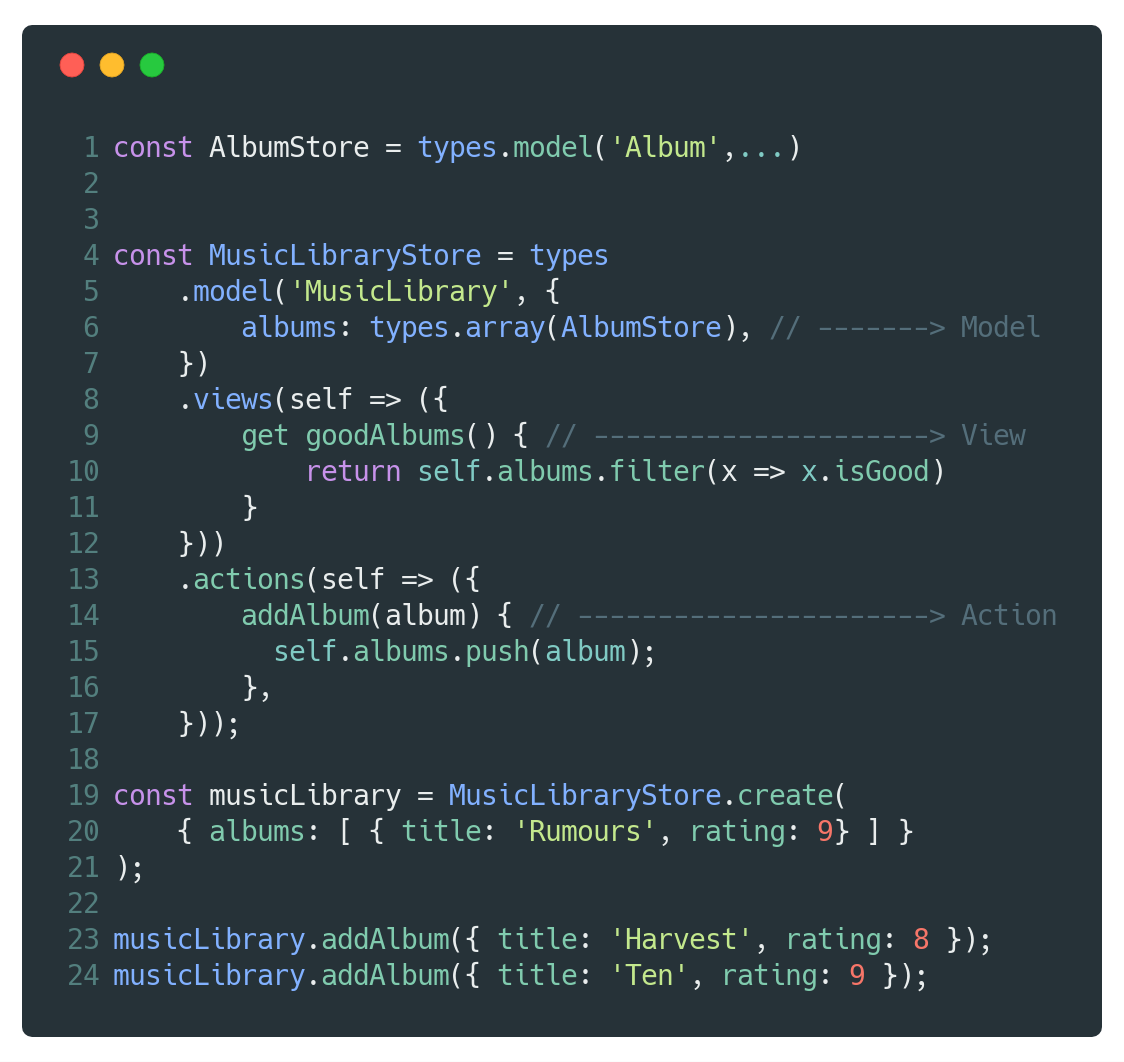 1 const AlbumStore = types.model('Album',...)
2
3
4 const MusicLibraryStore = types
5     .model('MusicLibrary', {
6         albums: types.array(AlbumStore), // -------> Model
7     })
8     .views(self => ({
9         get goodAlbums() { // ---------------------> View
10             return self.albums.filter(x => x.isGood)
11         }
12     }))
13     .actions(self => ({
14         addAlbum(album) { // ----------------------> Action
15           self.albums.push(album);
16         },
17     }));
18
19 const musicLibrary = MusicLibraryStore.create(
20     { albums: [ { title: 'Rumours', rating: 9} ] }
21 );
22
23 musicLibrary.addAlbum({ title: 'Harvest', rating: 8 });
24 musicLibrary.addAlbum({ title: 'Ten', rating: 9 });